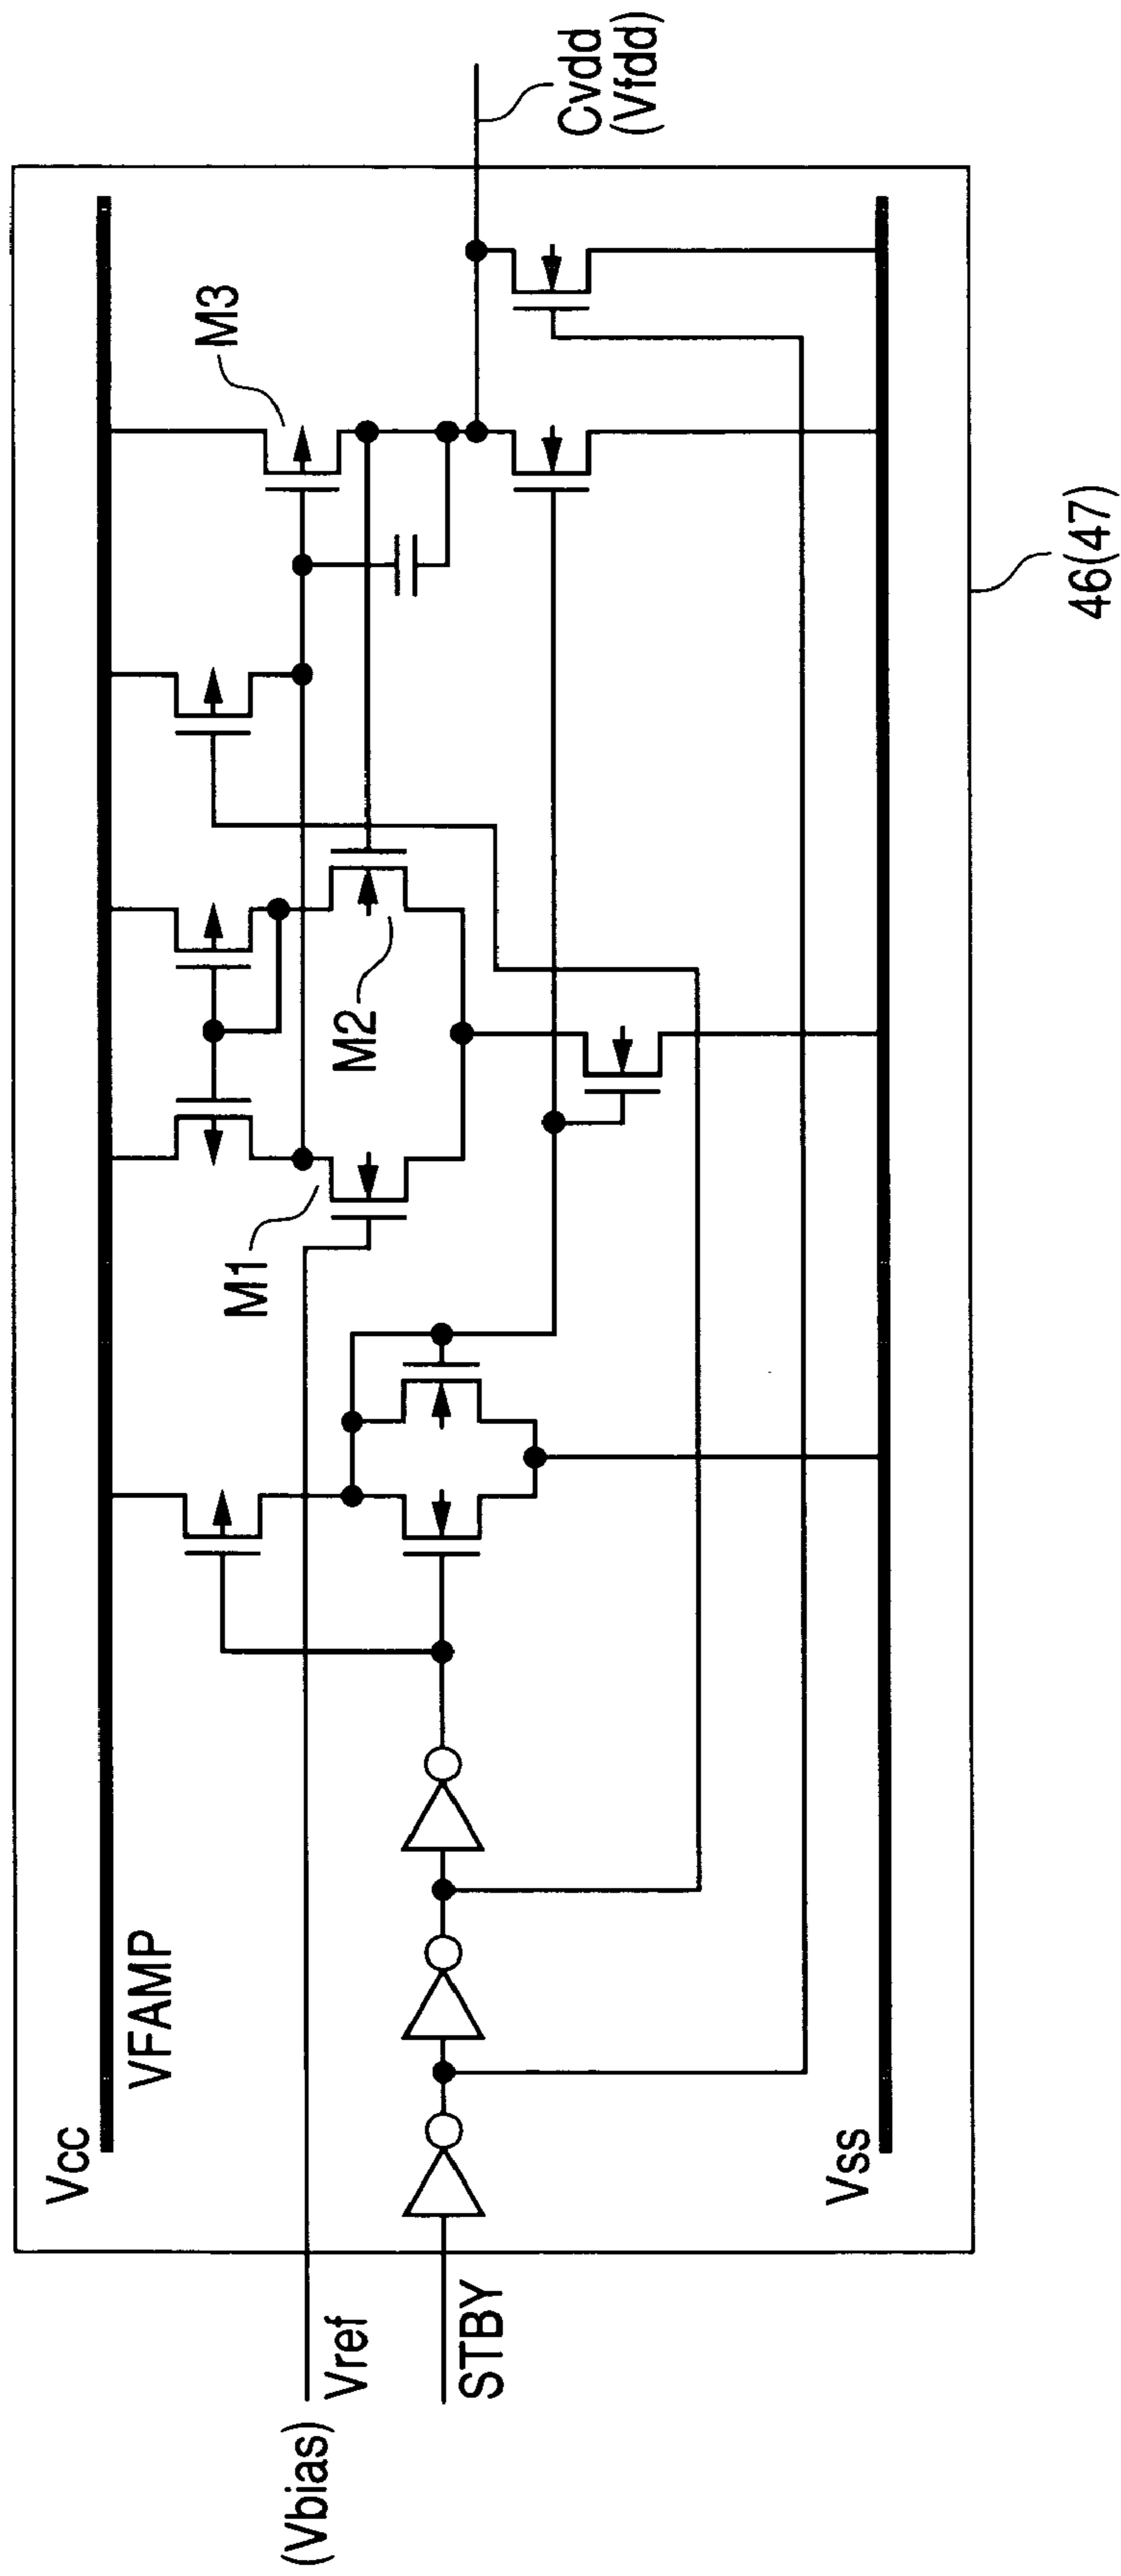 Vcc
VFAMP
(Vbias)
Vref
STBY
Vss
M1
M2
M3
Cvdd
(Vfdd)
46(47)